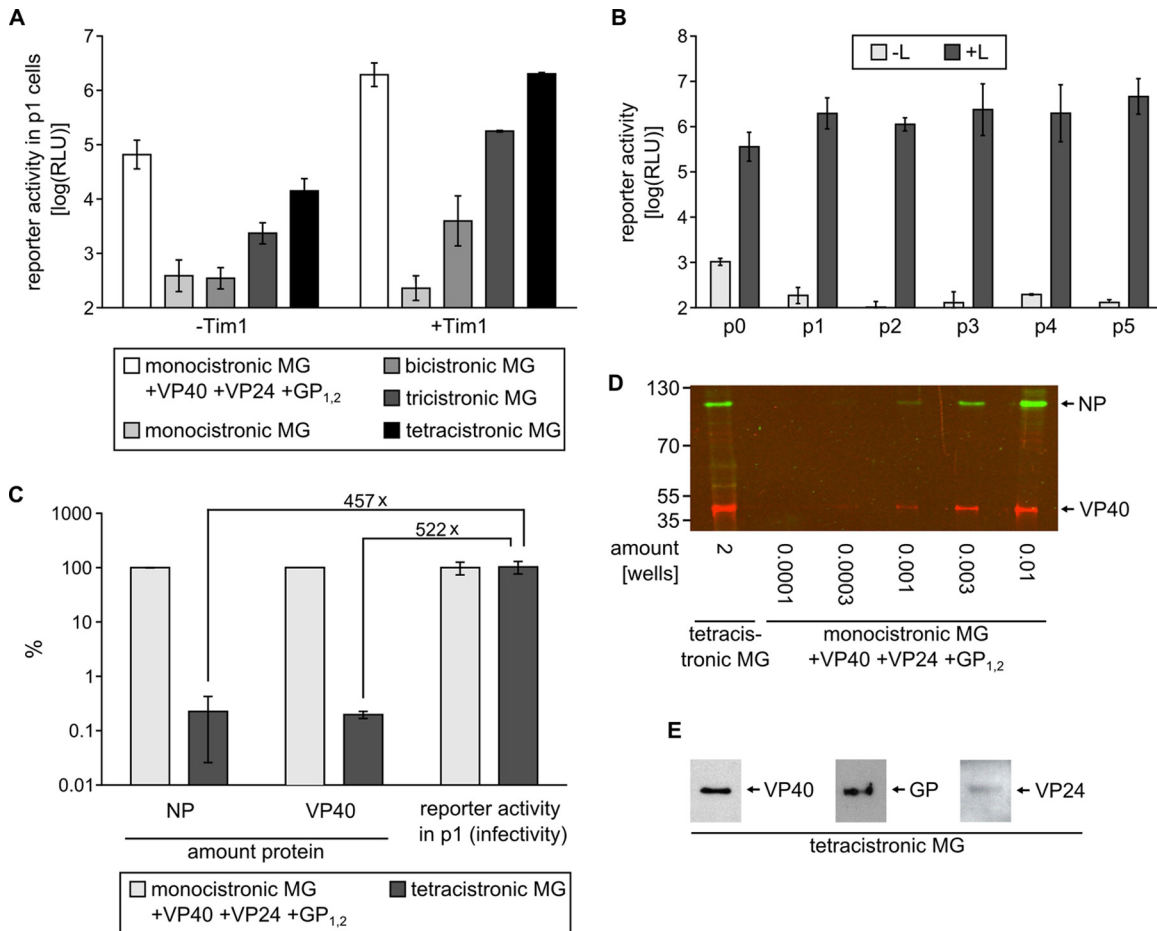 A
reporter activity in p1 cells
[log(RLU)]
7
6
5
4
3
2
-Tim1
+Tim1
monocistronic MG
+VP40 +VP24 +GP1,2
monocistronic MG
bicistronic MG
tricistronic MG
tetracistronic MG
B
-L
+L
reporter activity
[log(RLU)]
8
7
6
5
4
3
2
p0
p1
p2
p3
p4
p5
C
%
1000
100
10
1
0.1
0.01
457 x
522 x
NP
VP40
reporter activity
in p1 (infectivity)
amount protein
monocistronic MG
+VP40 +VP24 +GP1,2
tetracistronic MG
D
130
70
55
35
NP
VP40
amount
[wells]
2
0.0001
0.0003
0.001
0.003
0.01
tetracis-
tronic MG
monocistronic MG
+VP40 +VP24 +GP1,2
E
VP40
GP
VP24
tetracistronic MG